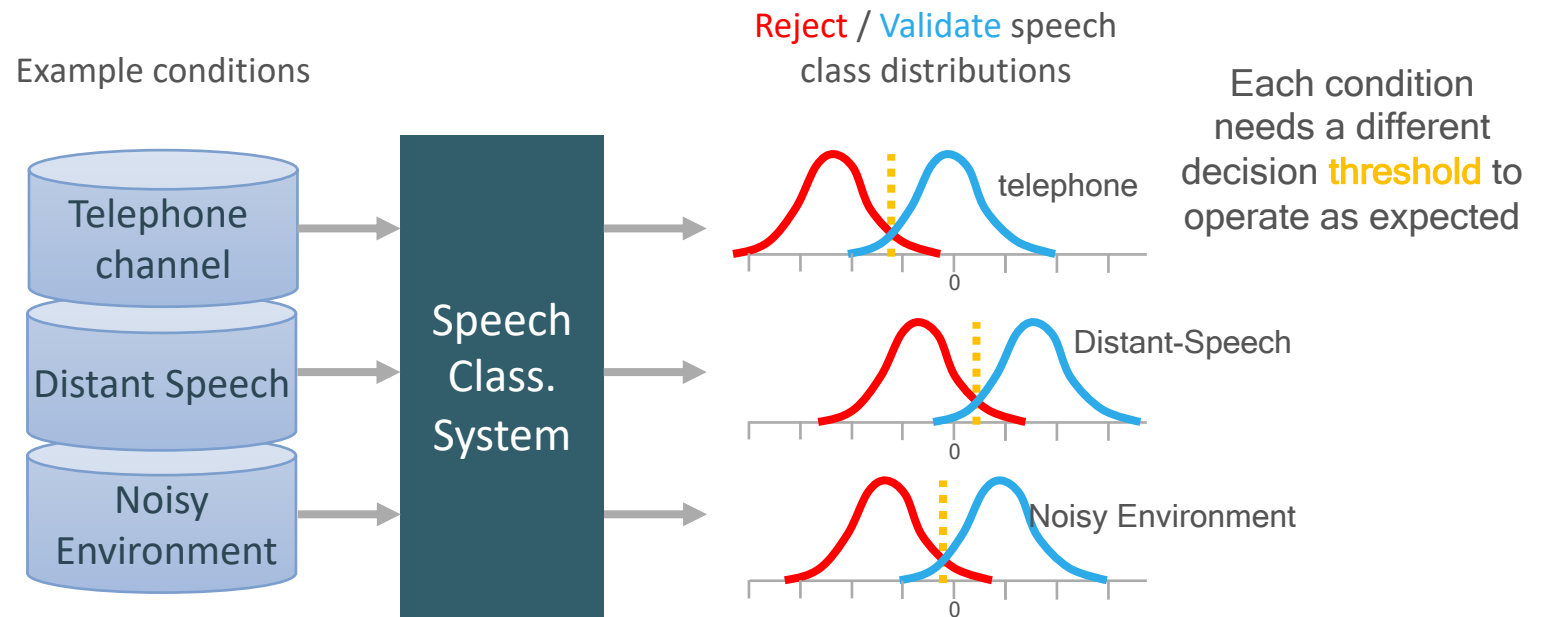 Example conditions
Telephone
channel
Distant Speech
Noisy
Environment
Speech
Class.
System
Reject / Validate speech
class distributions
telephone
0
Distant-Speech
0
Noisy Environment
0
Each condition
needs a different
decision threshold to
operate as expected